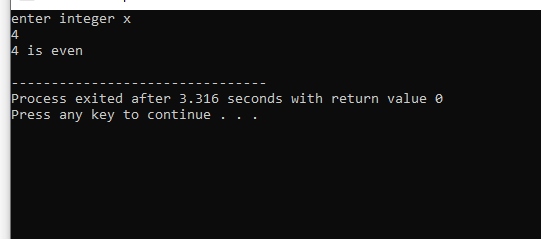 enter integer x
4
4 is even
--------------------------------
Process exited after 3.316 seconds with return value 0
Press any key to continue . . .